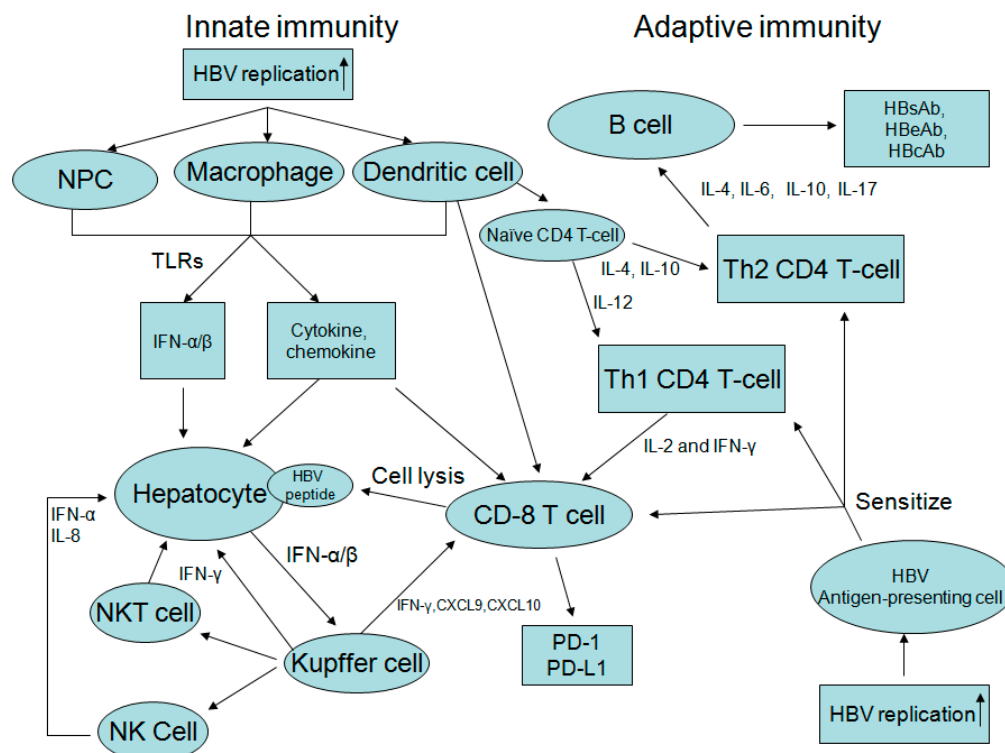 Innate immunity
Adaptive immunity
HBV replication
NPC
Macrophage
Dendritic cell
B cell
HBsAb,
HBeAb,
HBcAb
IL-4, IL-6, IL-10, IL-17
Naïve CD4 T-cell
TLRs
IL-4, IL-10
Th2 CD4 T-cell
IL-12
IFN-α/β
Cytokine,
chemokine
Th1 CD4 T-cell
IL-2 and IFN-γ
Hepatocyte
HBV
peptide
Cell lysis
CD-8 T cell
Sensitize
IFN-α
IL-8
IFN-α/β
IFN-γ
HBV
Antigen-presenting cell
NKT cell
IFN-γ,CXCL9,CXCL10
Kupffer cell
PD-1
PD-L1
NK Cell
HBV replication